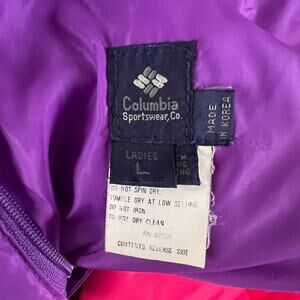 Columbia
Sportswear, Co.
MADE
IN KOREA
LADIES
L
DO NOT SPIN DRY.
TUMBLE DRY AT LOW SETTING.
DO NOT IRON
DO NOT DRY CLEAN
RN
CONTENTS REVERSE SIDE